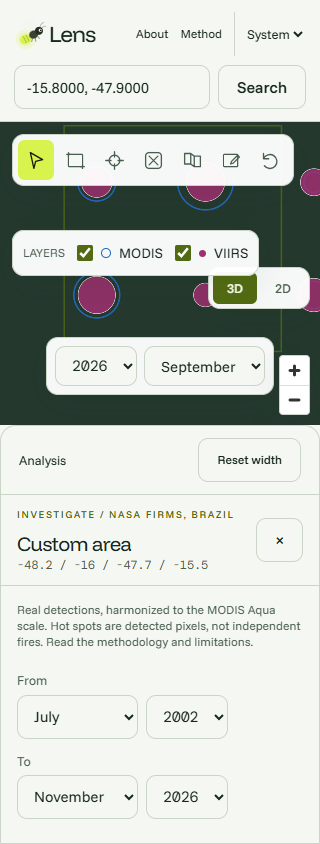 Lens
About Method System
-15.8000, -47.9000 Search
LAYERS MODIS VIIRS
3D 2D
2026 September
+
−
Analysis Reset width
INVESTIGATE / NASA FIRMS, BRAZIL
Custom area
-48.2 / -16 / -47.7 / -15.5
×
Real detections, harmonized to the MODIS Aqua
scale. Hot spots are detected pixels, not independent
fires. Read the methodology and limitations.
From
July 2002
To
November 2026